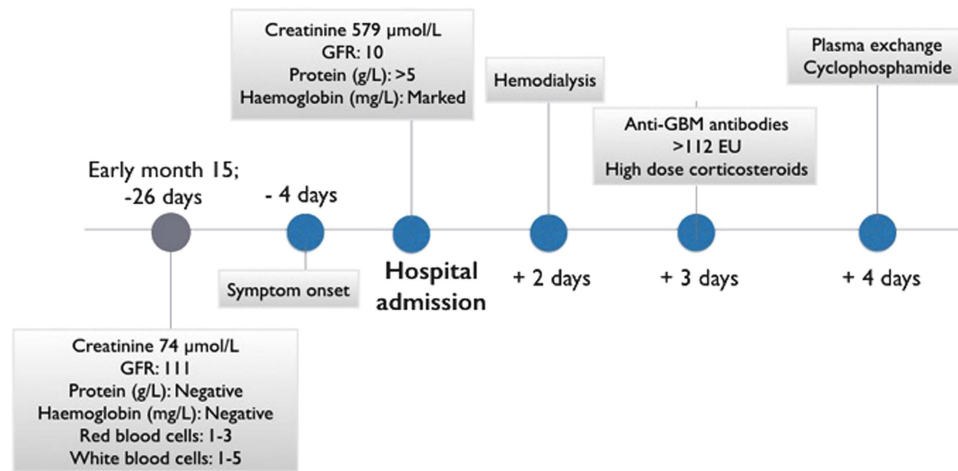 Creatinine 579 μmol/L
GFR: 10
Protein (g/L): >5
Haemoglobin (mg/L): Marked
Hemodialysis
Plasma exchange
Cyclophosphamide
Anti-GBM antibodies
>112 EU
High dose corticosteroids
Early month 15;
-26 days
- 4 days
Symptom onset
Hospital
admission
+ 2 days
+ 3 days
+ 4 days
Creatinine 74 μmol/L
GFR: 111
Protein (g/L): Negative
Haemoglobin (mg/L): Negative
Red blood cells: 1-3
White blood cells: 1-5